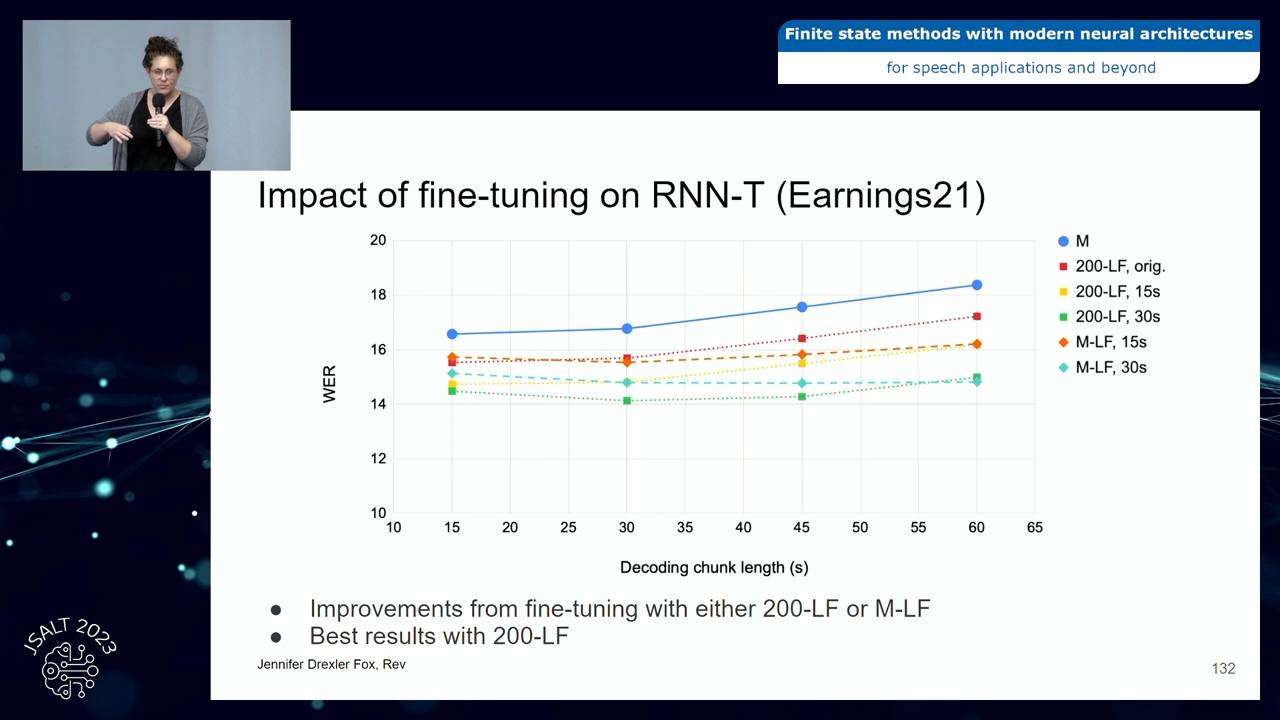 Finite state methods with modern neural architectures
for speech applications and beyond
Impact of fine-tuning on RNN-T (Earnings21)
20
18
16
14
12
10
WER
10 15 20 25 30 35 40 45 50 55 60 65
Decoding chunk length (s)
M
200-LF, orig.
200-LF, 15s
200-LF, 30s
M-LF, 15s
M-LF, 30s
● Improvements from fine-tuning with either 200-LF or M-LF
● Best results with 200-LF
Jennifer Drexler Fox, Rev
132
JSALT 2023